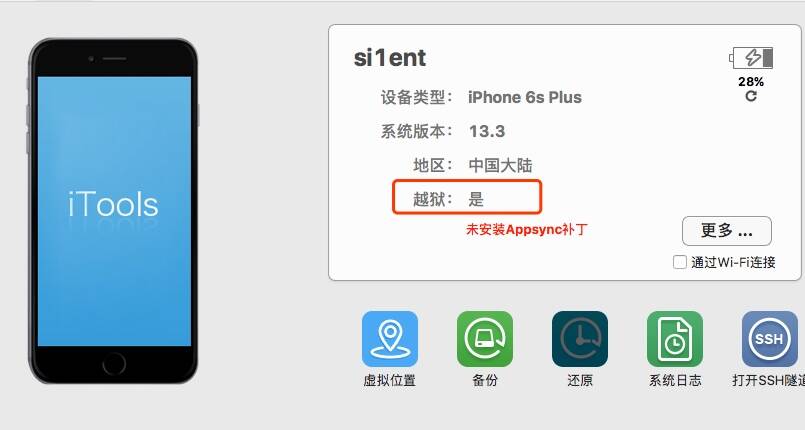 iTools
si1ent
28%
设备类型： iPhone 6s Plus
系统版本： 13.3
地区： 中国大陆
越狱： 是
未安装Appsync补丁
更多 ...
通过Wi-Fi连接
SSH
虚拟位置
备份
还原
系统日志
打开SSH隧道